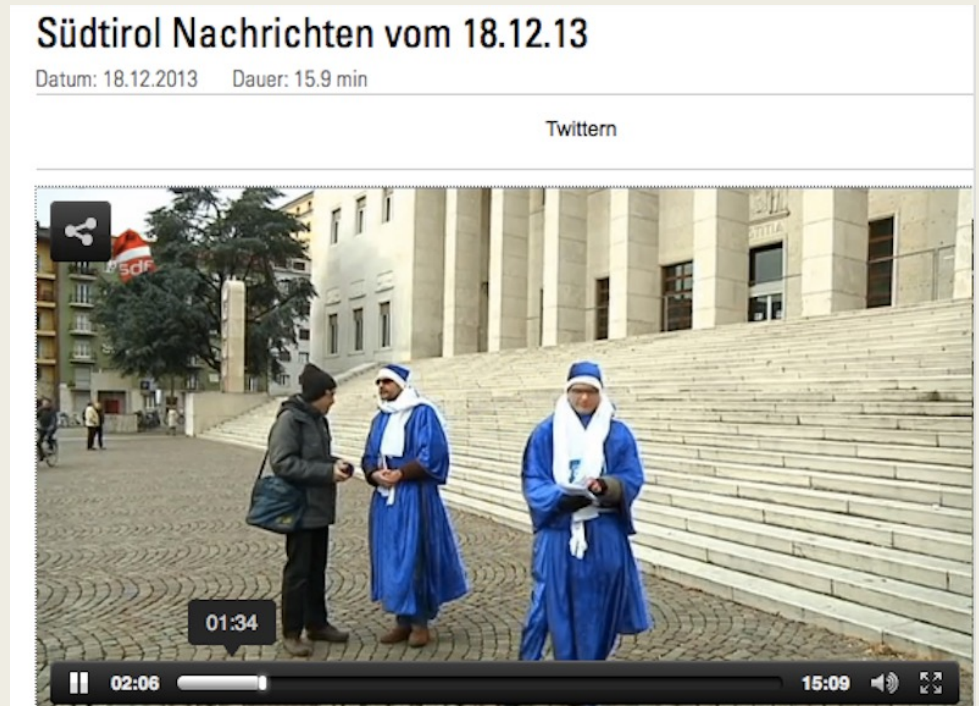 Südtirol Nachrichten vom 18.12.13
Datum: 18.12.2013 Dauer: 15.9 min
Twittern
sdf
TITIA
01:34
02:06 15:09